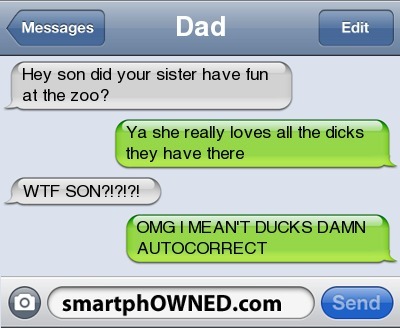 Messages
Dad
Edit
Hey son did your sister have fun
at the zoo?
Ya she really loves all the dicks
they have there
WTF SON?!?!?!
OMG I MEAN'T DUCKS DAMN
AUTOCORRECT
smartphOWNED.com
Send